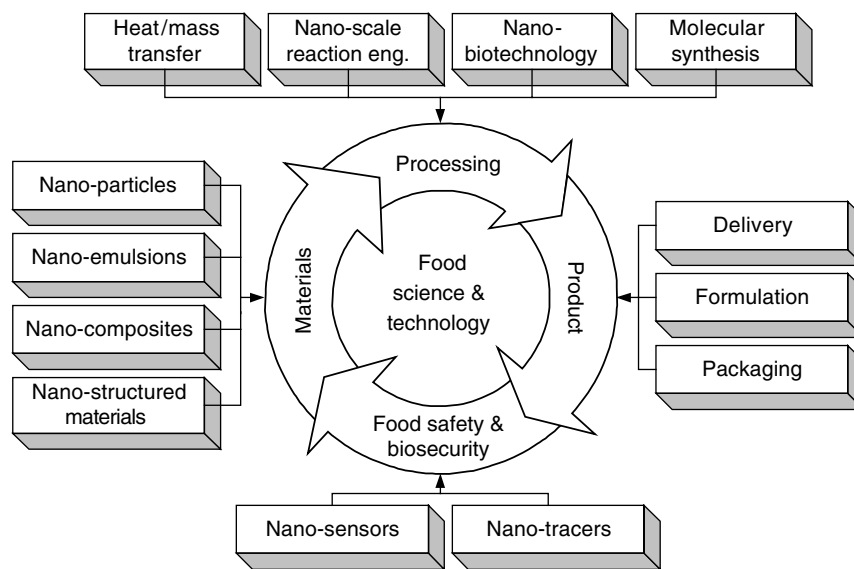 Heat/mass
transfer
Nano-scale
reaction eng.
Nano-
biotechnology
Molecular
synthesis
Processing
Nano-particles
Nano-emulsions
Nano-composites
Nano-structured
materials
Materials
Food
science &
technology
Product
Delivery
Formulation
Packaging
Food safety &
biosecurity
Nano-sensors
Nano-tracers